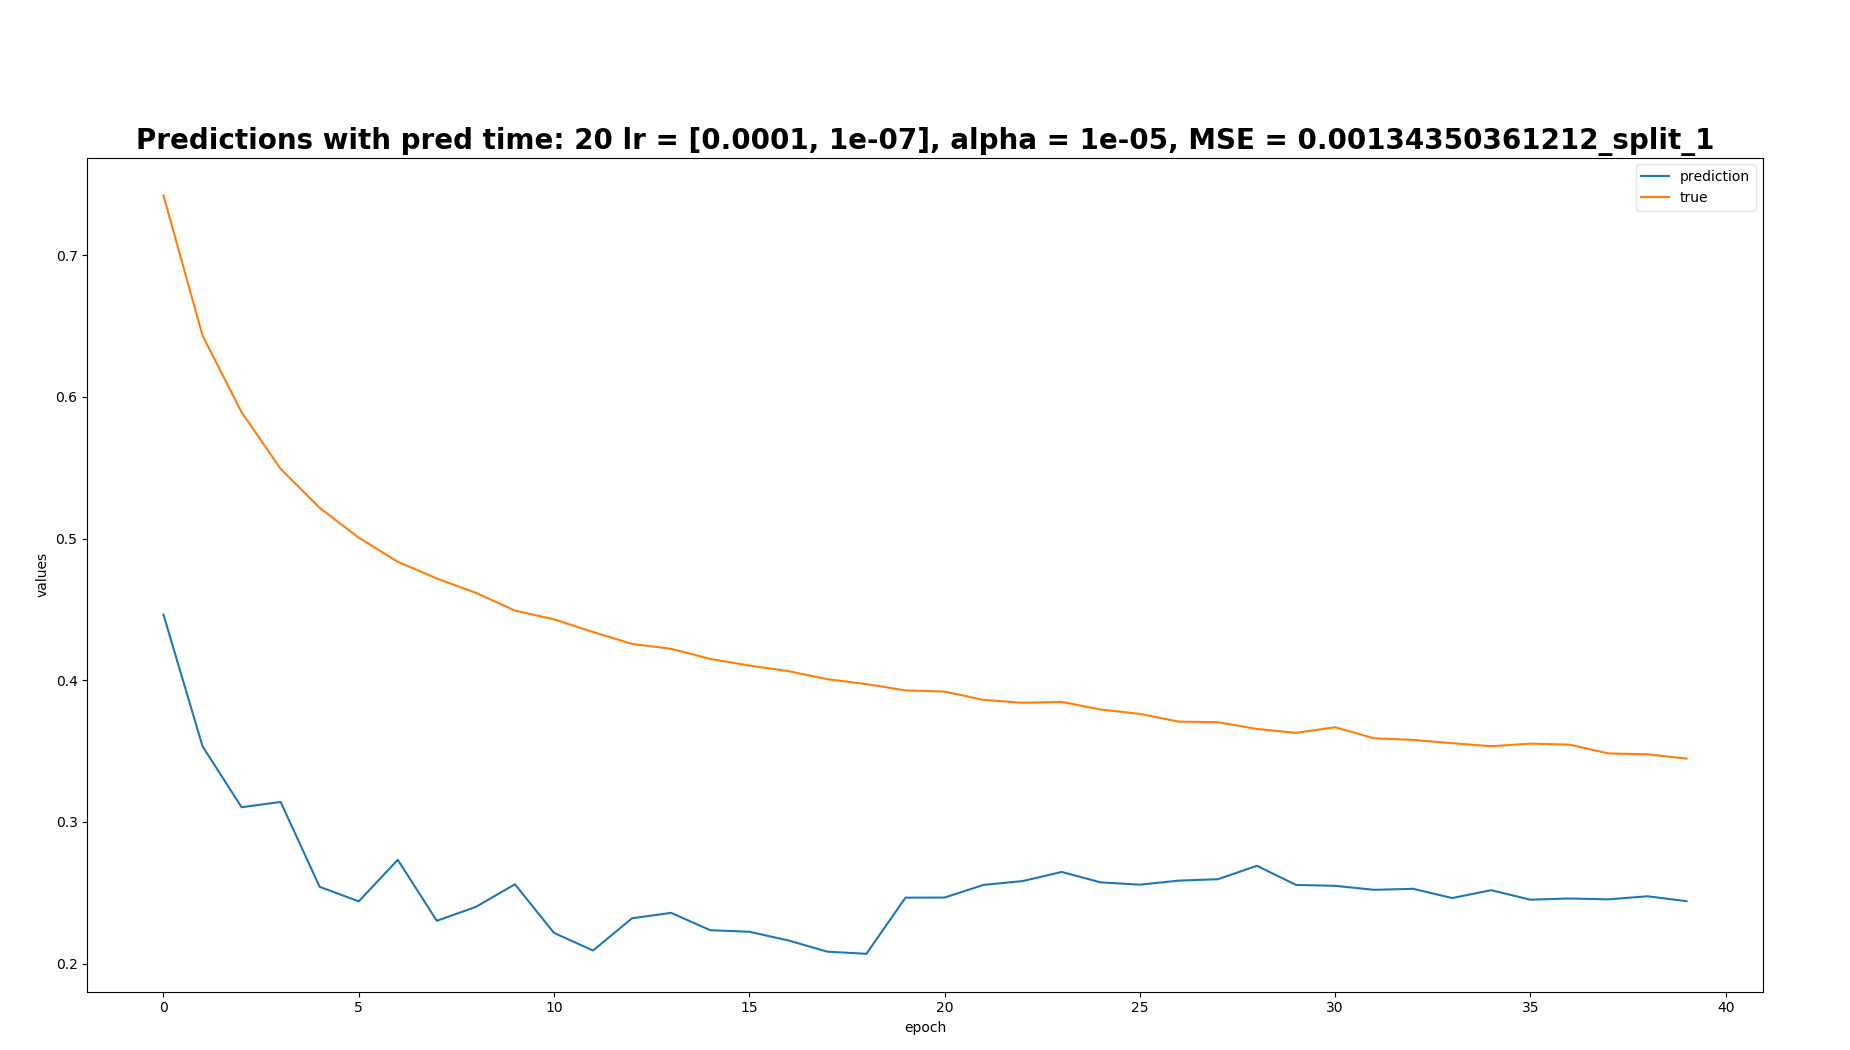 Predictions with pred time: 20 lr = [0.0001, 1e-07], alpha = 1e-05, MSE = 0.00134350361212_split_1
prediction
true
0.7
0.6
0.5
0.4
0.3
0.2
values
0 5 10 15 20 25 30 35 40
epoch